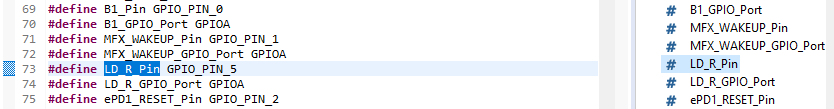 69 #define B1_Pin GPIO_PIN_0
70 #define B1_GPIO_Port GPIOA
71 #define MFX_WAKEUP_Pin GPIO_PIN_1
72 #define MFX_WAKEUP_GPIO_Port GPIOA
73 #define LD_R_Pin GPIO_PIN_5
74 #define LD_R_GPIO_Port GPIOA
75 #define ePD1_RESET_Pin GPIO_PIN_2
# B1_GPIO_Port
# MFX_WAKEUP_Pin
# MFX_WAKEUP_GPIO_Port
# LD_R_Pin
# LD_R_GPIO_Port
# ePD1_RESET_Pin